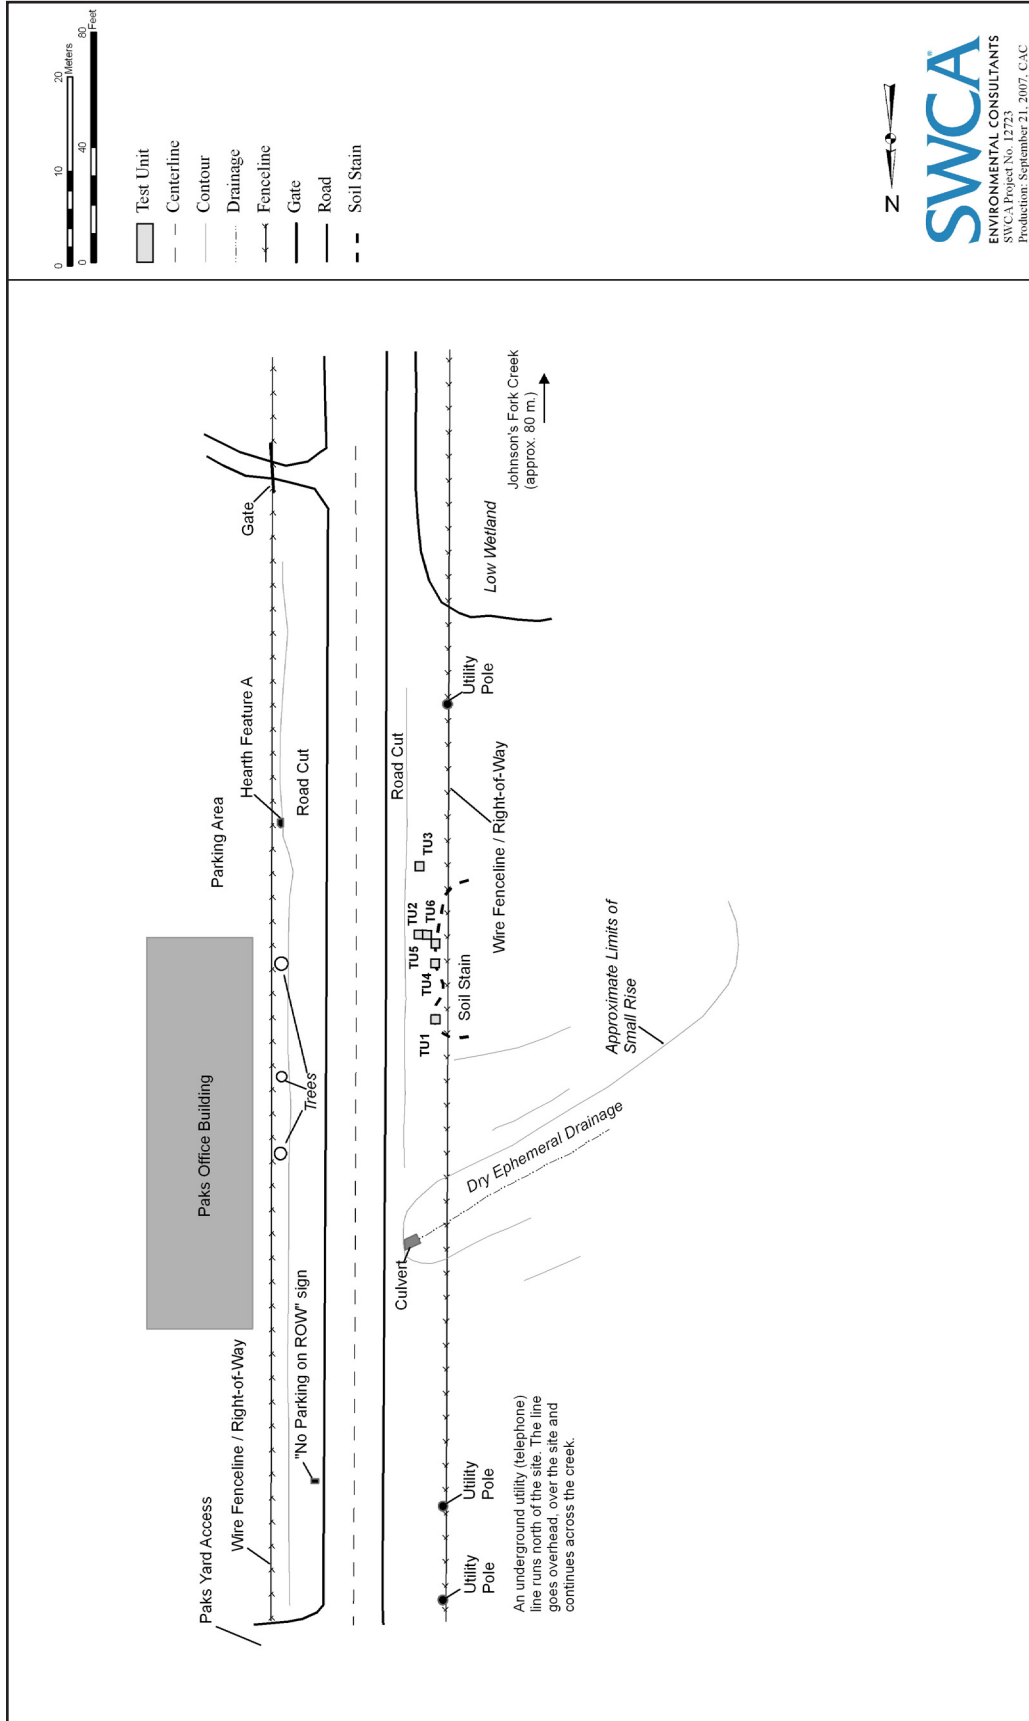 0 10 20
Meters
0 40 80
Feet
Test Unit
Centerline
Contour
Drainage
Fenceline
Gate
Road
Soil Stain
N
SWCA
ENVIRONMENTAL CONSULTANTS
SWCA Project No. 12723
Production: September 21, 2007, CAC
Paks Yard Access
Wire Fenceline / Right-of-Way
"No Parking on ROW" sign
Paks Office Building
Trees
Parking Area
Hearth Feature A
Road Cut
Gate
Road Cut
Culvert
TU1
TU4
TU5
TU2
TU6
TU3
Soil Stain
Utility
Pole
Utility
Pole
Utility
Pole
Wire Fenceline / Right-of-Way
Low Wetland
Johnson's Fork Creek
(approx. 80 m.)
Dry Ephemeral Drainage
Approximate Limits of
Small Rise
An underground utility (telephone)
line runs north of the site. The line
goes overhead, over the site and
continues across the creek.